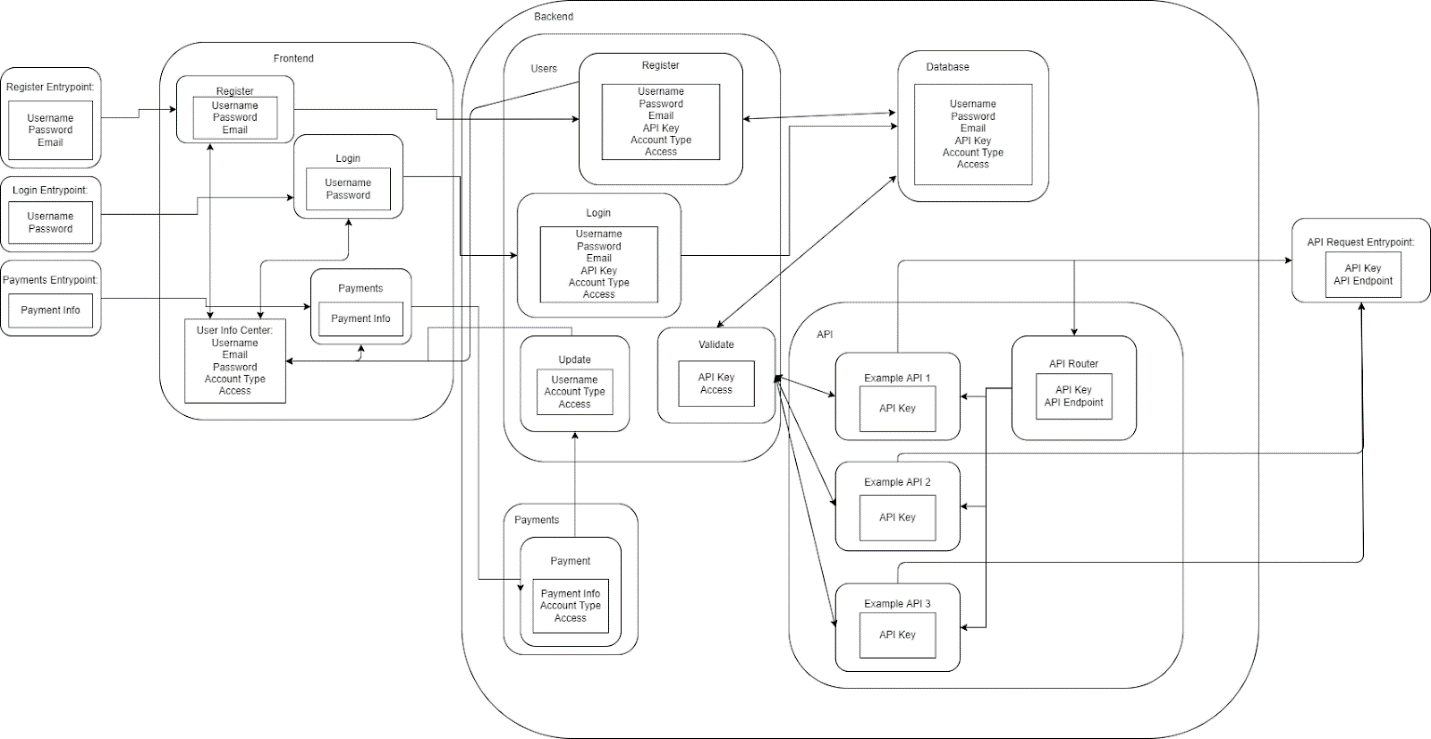 Register Entrypoint:
Username
Password
Email
Login Entrypoint:
Username
Password
Payments Entrypoint:
Payment Info
Frontend
Register
Username
Password
Email
Login
Username
Password
Payments
Payment Info
User Info Center:
Username
Email
Password
Account Type
Access
Backend
Users
Register
Username
Password
Email
API Key
Account Type
Access
Login
Username
Password
Email
API Key
Account Type
Access
Update
Username
Account Type
Access
Validate
API Key
Access
Payments
Payment
Payment Info
Account Type
Access
Database
Username
Password
Email
API Key
Account Type
Access
API
Example API 1
API Key
Example API 2
API Key
Example API 3
API Key
API Router
API Key
API Endpoint
API Request Entrypoint:
API Key
API Endpoint